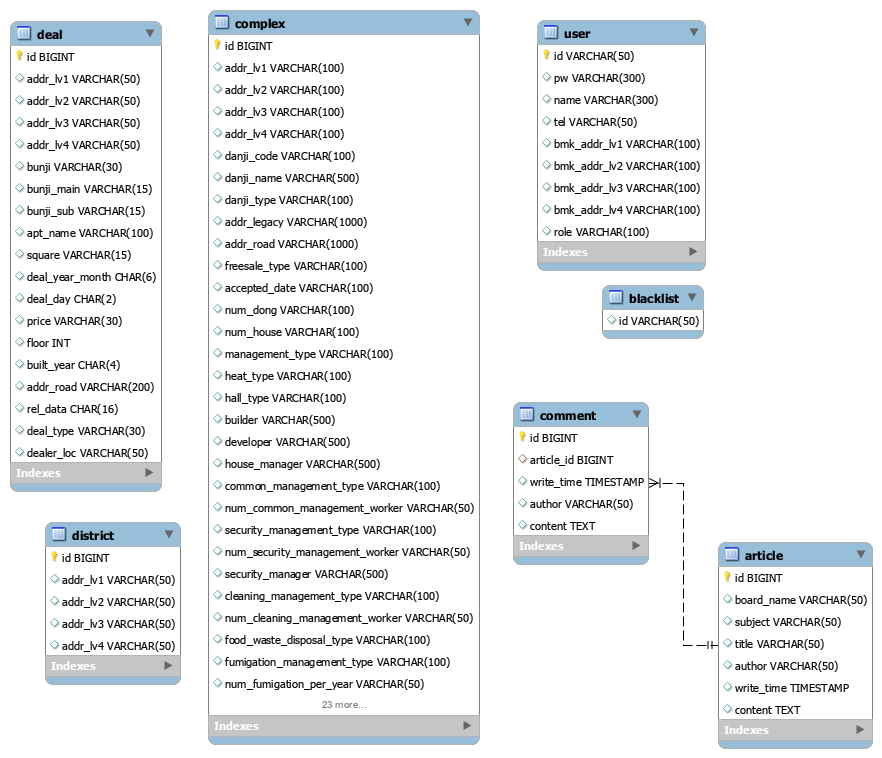 deal
id BIGINT
addr_lv1 VARCHAR(50)
addr_lv2 VARCHAR(50)
addr_lv3 VARCHAR(50)
addr_lv4 VARCHAR(50)
bunji VARCHAR(30)
bunji_main VARCHAR(15)
bunji_sub VARCHAR(15)
apt_name VARCHAR(100)
square VARCHAR(15)
deal_year_month CHAR(6)
deal_day CHAR(2)
price VARCHAR(30)
floor INT
built_year CHAR(4)
addr_road VARCHAR(200)
rel_data CHAR(16)
deal_type VARCHAR(30)
dealer_loc VARCHAR(50)
Indexes
district
id BIGINT
addr_lv1 VARCHAR(50)
addr_lv2 VARCHAR(50)
addr_lv3 VARCHAR(50)
addr_lv4 VARCHAR(50)
Indexes
complex
id BIGINT
addr_lv1 VARCHAR(100)
addr_lv2 VARCHAR(100)
addr_lv3 VARCHAR(100)
addr_lv4 VARCHAR(100)
danji_code VARCHAR(100)
danji_name VARCHAR(500)
danji_type VARCHAR(100)
addr_legacy VARCHAR(1000)
addr_road VARCHAR(1000)
freesale_type VARCHAR(100)
accepted_date VARCHAR(100)
num_dong VARCHAR(100)
num_house VARCHAR(100)
management_type VARCHAR(100)
heat_type VARCHAR(100)
hall_type VARCHAR(100)
builder VARCHAR(500)
developer VARCHAR(500)
house_manager VARCHAR(500)
common_management_type VARCHAR(100)
num_common_management_worker VARCHAR(50)
security_management_type VARCHAR(100)
num_security_management_worker VARCHAR(50)
security_manager VARCHAR(500)
cleaning_management_type VARCHAR(100)
num_cleaning_management_worker VARCHAR(50)
food_waste_disposal_type VARCHAR(100)
fumigation_management_type VARCHAR(100)
num_fumigation_per_year VARCHAR(50)
23 more...
Indexes
user
id VARCHAR(50)
pw VARCHAR(300)
name VARCHAR(300)
tel VARCHAR(50)
bmk_addr_lv1 VARCHAR(100)
bmk_addr_lv2 VARCHAR(100)
bmk_addr_lv3 VARCHAR(100)
bmk_addr_lv4 VARCHAR(100)
role VARCHAR(100)
Indexes
blacklist
id VARCHAR(50)
comment
id BIGINT
article_id BIGINT
write_time TIMESTAMP
author VARCHAR(50)
content TEXT
Indexes
article
id BIGINT
board_name VARCHAR(50)
subject VARCHAR(50)
title VARCHAR(50)
author VARCHAR(50)
write_time TIMESTAMP
content TEXT
Indexes